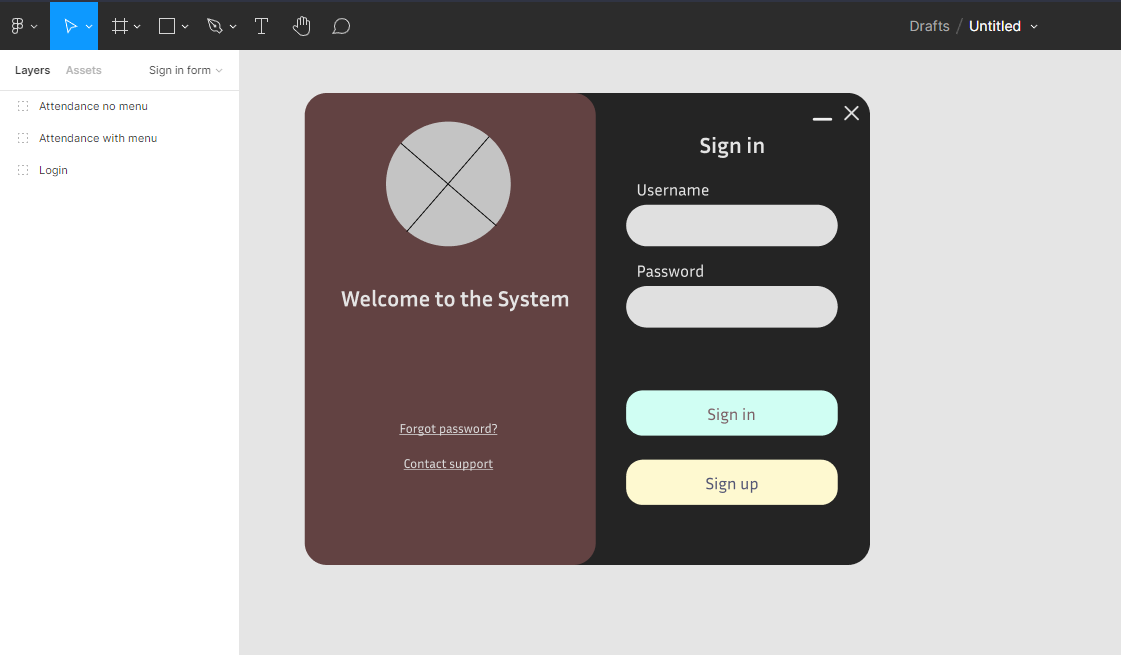 Drafts / Untitled
Layers
Assets
Sign in form
Attendance no menu
Attendance with menu
Login
Welcome to the System
Forgot password?
Contact support
Sign in
Username
Password
Sign in
Sign up